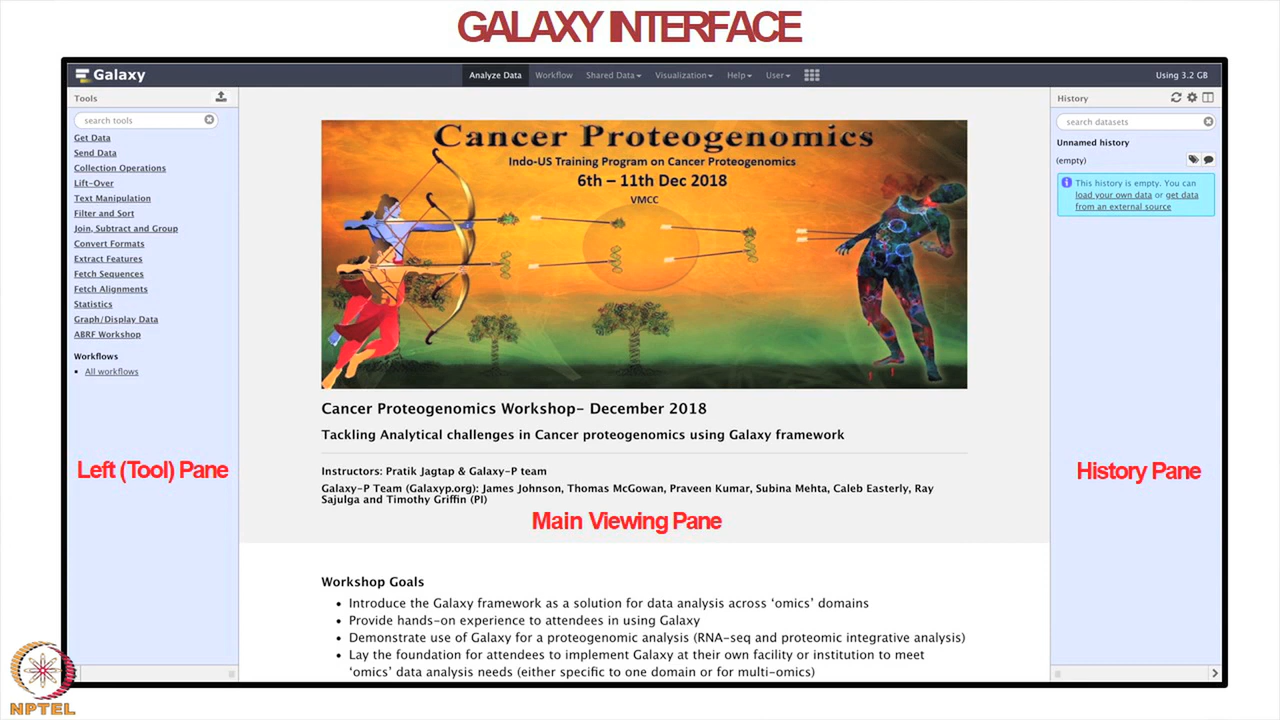 GALAXY INTERFACE
Galaxy
Analyze Data Workflow Shared Data Visualization Help User
Using 3.2 GB
Tools
search tools
Get Data
Send Data
Collection Operations
Lift-Over
Text Manipulation
Filter and Sort
Join, Subtract and Group
Convert Formats
Extract Features
Fetch Sequences
Fetch Alignments
Statistics
Graph/Display Data
ABRF Workshop
Workflows
All workflows
Left (Tool) Pane
Cancer Proteogenomics
Indo-US Training Program on Cancer Proteogenomics
6th – 11th Dec 2018
VMCC
Cancer Proteogenomics Workshop- December 2018
Tackling Analytical challenges in Cancer proteogenomics using Galaxy framework
Instructors: Pratik Jagtap & Galaxy-P team
Galaxy-P Team (Galaxyp.org): James Johnson, Thomas McGowan, Praveen Kumar, Subina Mehta, Caleb Easterly, Ray
Sajulga and Timothy Griffin (PI)
Main Viewing Pane
Workshop Goals
• Introduce the Galaxy framework as a solution for data analysis across ‘omics’ domains
• Provide hands-on experience to attendees in using Galaxy
• Demonstrate use of Galaxy for a proteogenomic analysis (RNA-seq and proteomic integrative analysis)
• Lay the foundation for attendees to implement Galaxy at their own facility or institution to meet
‘omics’ data analysis needs (either specific to one domain or for multi-omics)
History
search datasets
Unnamed history
(empty)
This history is empty. You can
load your own data or get data
from an external source
History Pane
NPTEL